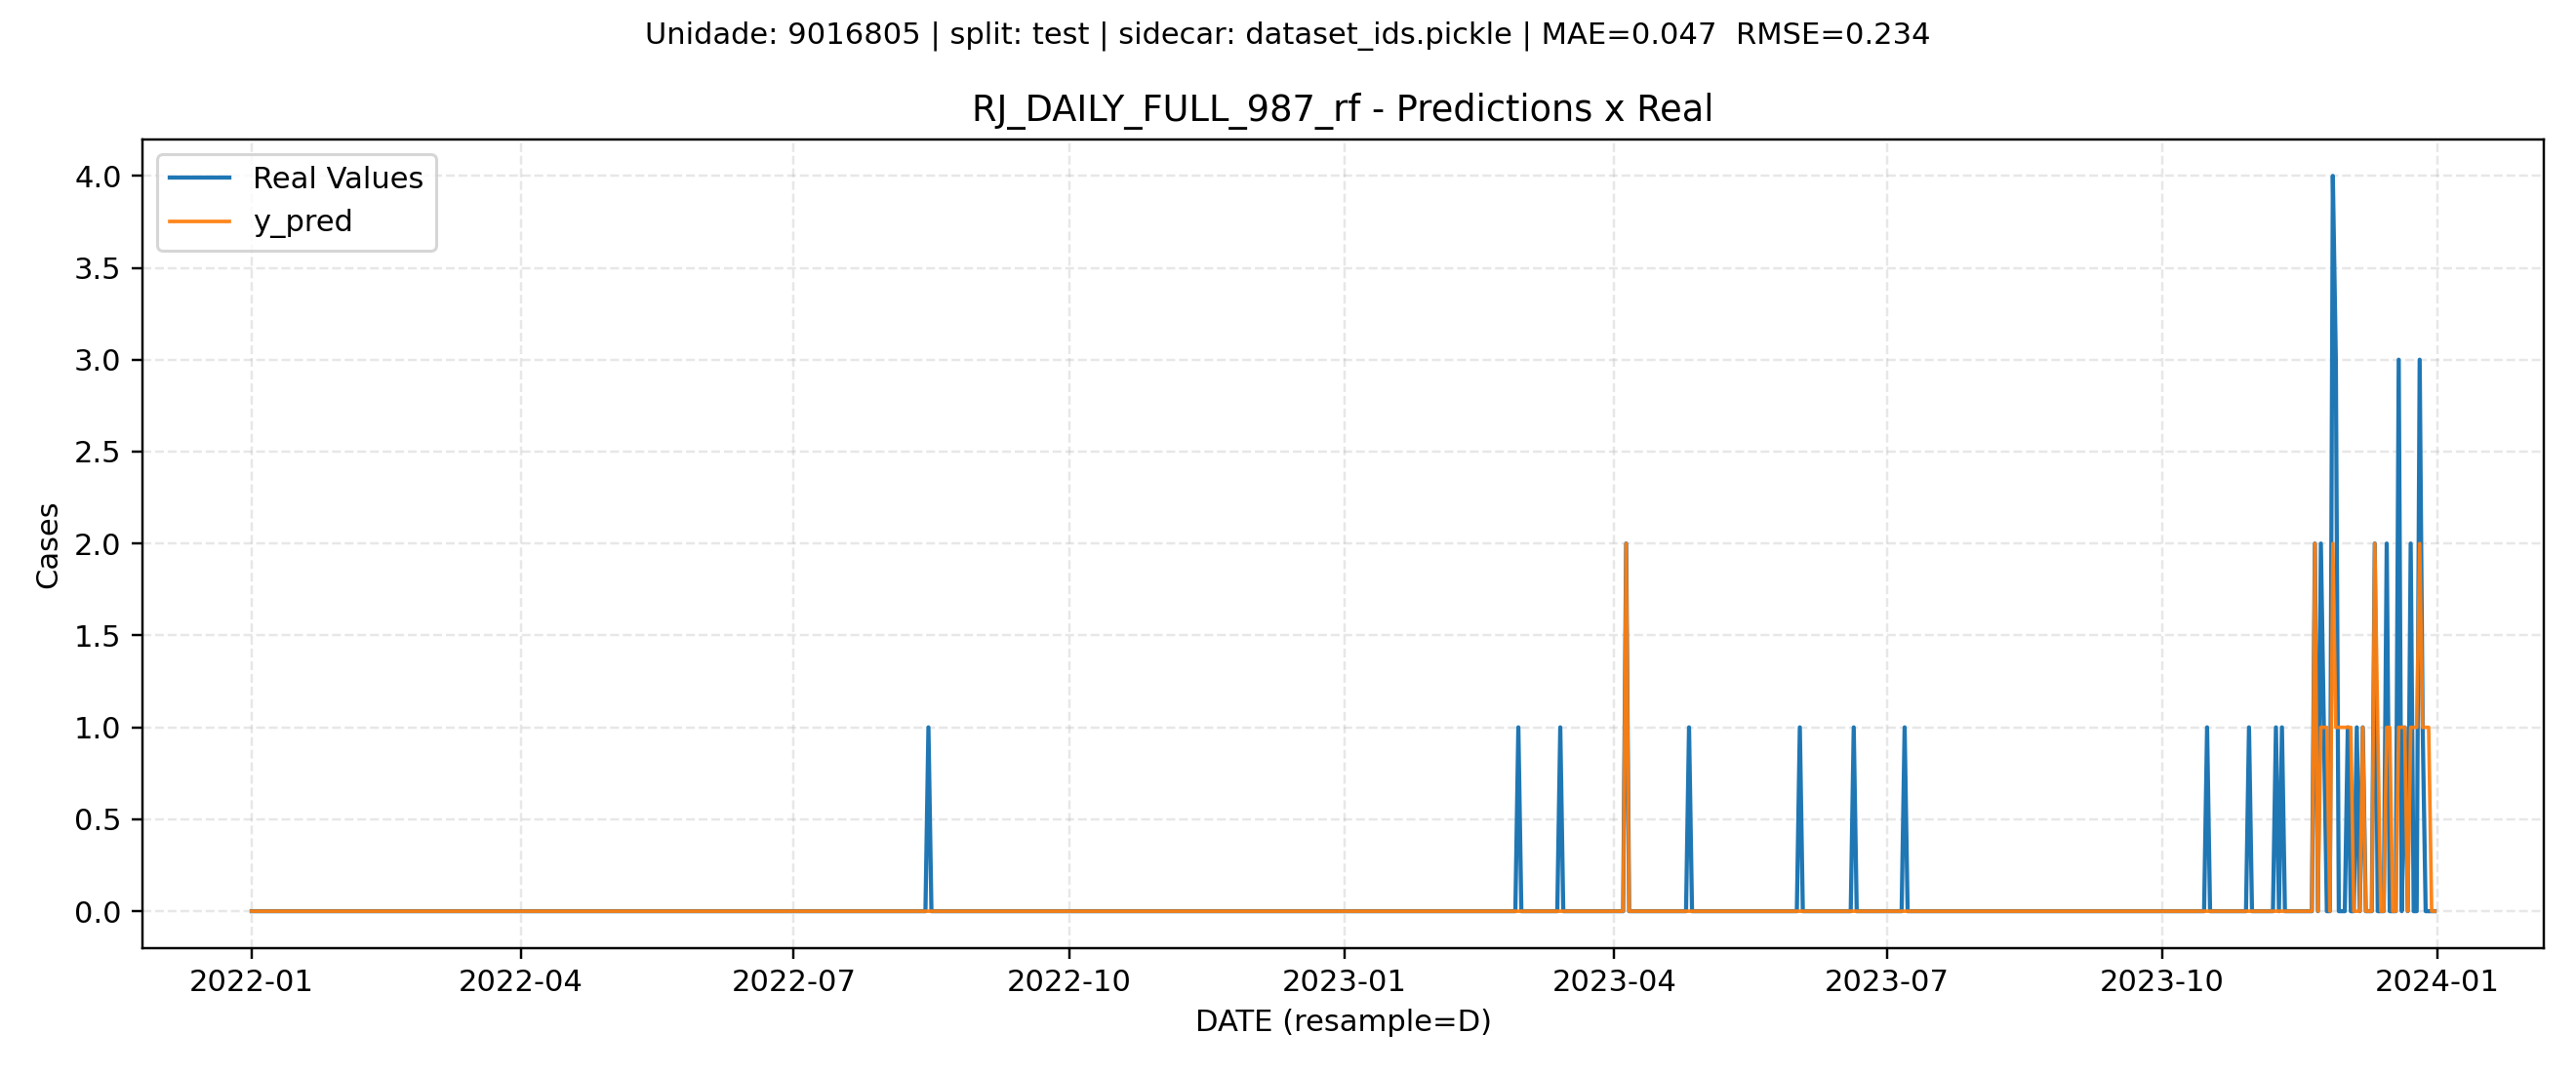 Unidade: 9016805 | split: test | sidecar: dataset_ids.pickle | MAE=0.047  RMSE=0.234
RJ_DAILY_FULL_987_rf - Predictions x Real
Real Values
y_pred
4.0
3.5
3.0
2.5
2.0
1.5
1.0
0.5
0.0
Cases
2022-01 2022-04 2022-07 2022-10 2023-01 2023-04 2023-07 2023-10 2024-01
DATE (resample=D)